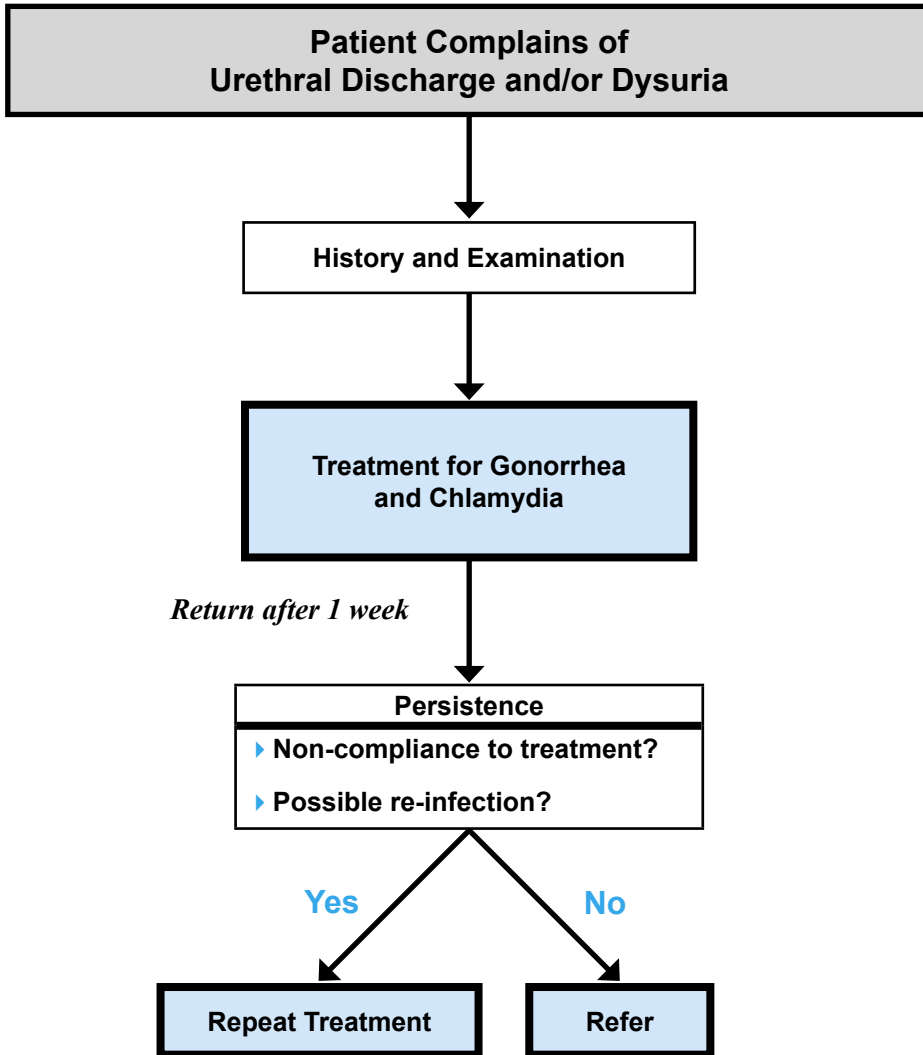 Patient Complains of
Urethral Discharge and/or Dysuria
History and Examination
Treatment for Gonorrhea
and Chlamydia
Return after 1 week
Persistence
Non-compliance to treatment?
Possible re-infection?
Yes
No
Repeat Treatment
Refer